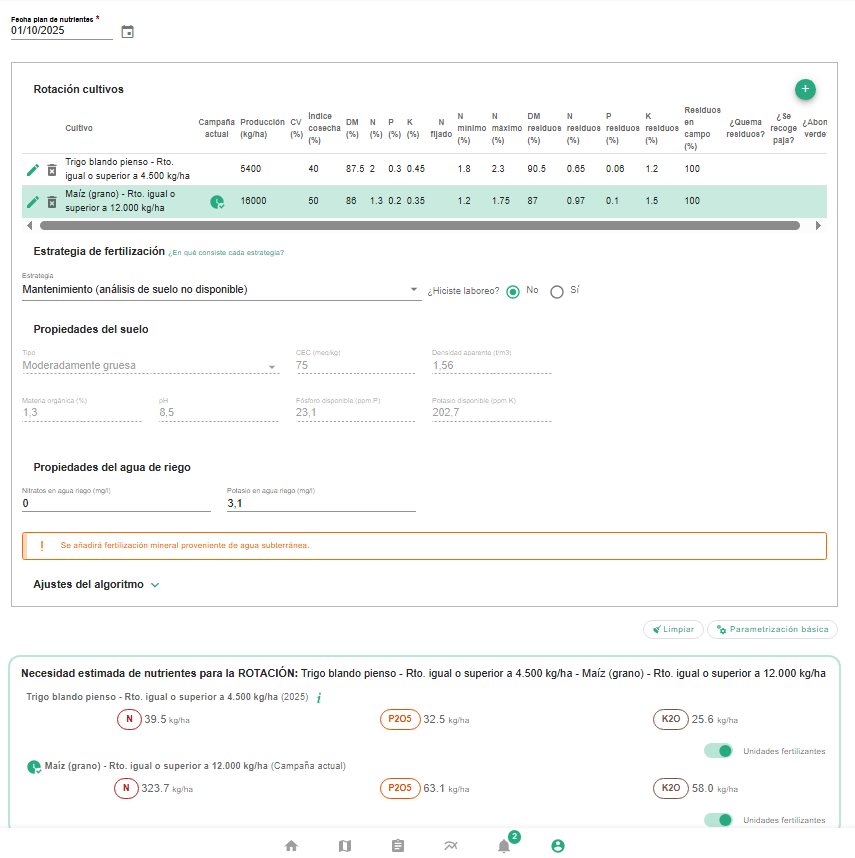 Fecha plan de nutrientes *
01/10/2025
Rotación cultivos
Cultivo
Campaña actual
Producción (kg/ha)
CV (%)
Índice cosecha (%)
DM (%)
N (%)
P (%)
K (%)
N fijado
N mínimo (%)
N máximo (%)
DM residuos (%)
N residuos (%)
P residuos (%)
K residuos (%)
Residuos en campo (%)
¿Quema residuos?
¿Se recoge paja?
¿Abon verde
Trigo blando pienso - Rto. igual o superior a 4.500 kg/ha 5400 40 87.5 2 0.3 0.45 1.8 2.3 90.5 0.65 0.06 1.2 100
Maíz (grano) - Rto. igual o superior a 12.000 kg/ha 16000 50 86 1.3 0.2 0.35 1.2 1.75 87 0.97 0.1 1.5 100
Estrategia de fertilización ¿En qué consiste cada estrategia?
Estrategia
Mantenimiento (análisis de suelo no disponible) ¿Hiciste laboreo? No Sí
Propiedades del suelo
Tipo CEC (meq/kg) Densidad aparente (t/m3)
Moderadamente gruesa 75 1,56
Materia orgánica (%) pH Fósforo disponible (ppm P) Potasio disponible (ppm K)
1,3 8,5 23,1 202,7
Propiedades del agua de riego
Nitratos en agua riego (mg/l) Potasio en agua riego (mg/l)
0 3,1
! Se añadirá fertilización mineral proveniente de agua subterránea.
Ajustes del algoritmo
Limpiar Parametrización básica
Necesidad estimada de nutrientes para la ROTACIÓN: Trigo blando pienso - Rto. igual o superior a 4.500 kg/ha - Maíz (grano) - Rto. igual o superior a 12.000 kg/ha
Trigo blando pienso - Rto. igual o superior a 4.500 kg/ha (2025) i
N 39.5 kg/ha P2O5 32.5 kg/ha K2O 25.6 kg/ha
Unidades fertilizantes
Maíz (grano) - Rto. igual o superior a 12.000 kg/ha (Campaña actual)
N 323.7 kg/ha P2O5 63.1 kg/ha K2O 58.0 kg/ha
Unidades fertilizantes
2